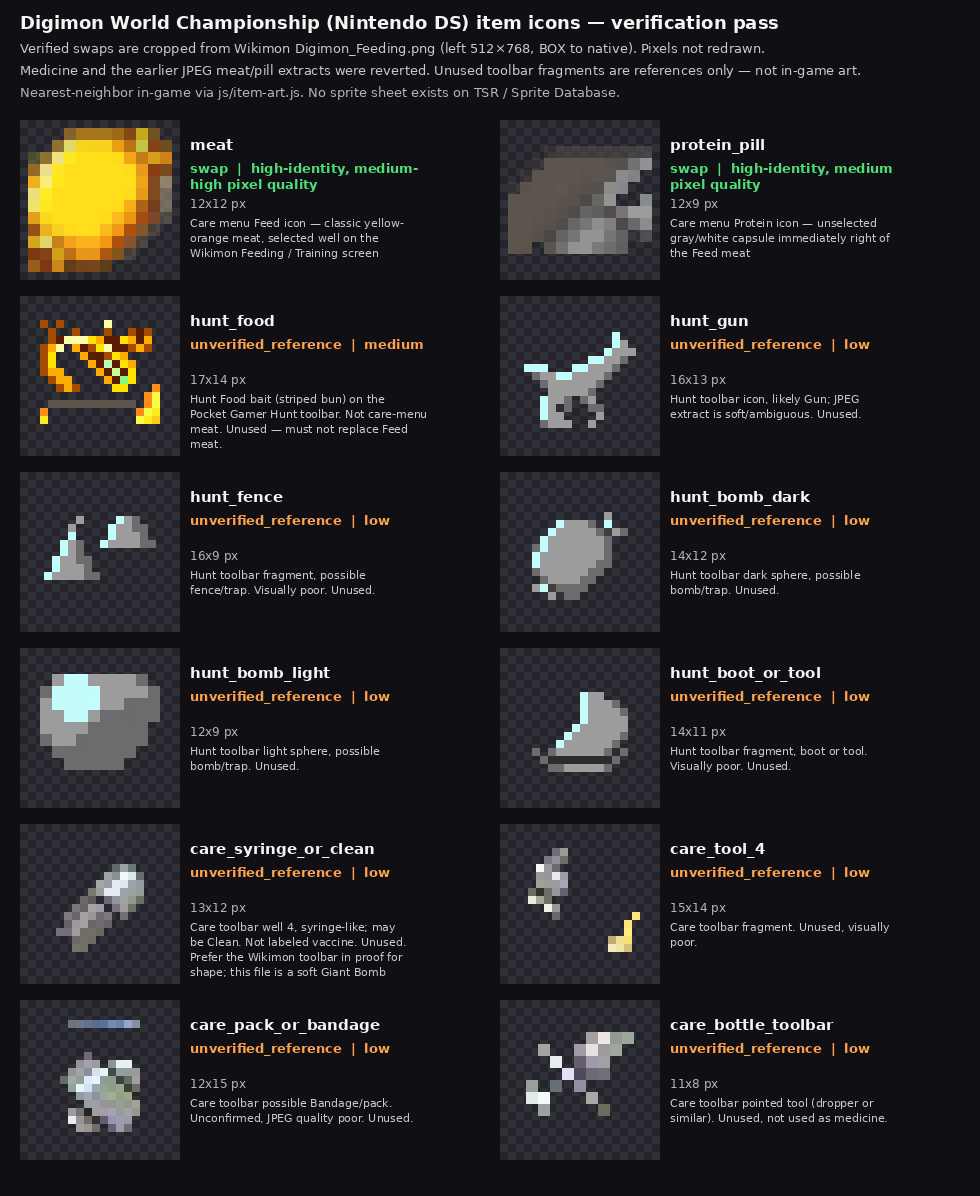 Digimon World Championship (Nintendo DS) item icons — verification pass
Verified swaps are cropped from Wikimon Digimon_Feeding.png (left 512×768, BOX to native). Pixels not redrawn.
Medicine and the earlier JPEG meat/pill extracts were reverted. Unused toolbar fragments are references only — not in-game art.
Nearest-neighbor in-game via js/item-art.js. No sprite sheet exists on TSR / Sprite Database.
meat
swap | high-identity, medium-
high pixel quality
12x12 px
Care menu Feed icon — classic yellow-
orange meat, selected well on the
Wikimon Feeding / Training screen
protein_pill
swap | high-identity, medium
pixel quality
12x9 px
Care menu Protein icon — unselected
gray/white capsule immediately right of
the Feed meat
hunt_food
unverified_reference | medium
17x14 px
Hunt Food bait (striped bun) on the
Pocket Gamer Hunt toolbar. Not care-menu
meat. Unused — must not replace Feed
meat.
hunt_gun
unverified_reference | low
16x13 px
Hunt toolbar icon, likely Gun; JPEG
extract is soft/ambiguous. Unused.
hunt_fence
unverified_reference | low
16x9 px
Hunt toolbar fragment, possible
fence/trap. Visually poor. Unused.
hunt_bomb_dark
unverified_reference | low
14x12 px
Hunt toolbar dark sphere, possible
bomb/trap. Unused.
hunt_bomb_light
unverified_reference | low
12x9 px
Hunt toolbar light sphere, possible
bomb/trap. Unused.
hunt_boot_or_tool
unverified_reference | low
14x11 px
Hunt toolbar fragment, boot or tool.
Visually poor. Unused.
care_syringe_or_clean
unverified_reference | low
13x12 px
Care toolbar well 4, syringe-like; may
be Clean. Not labeled vaccine. Unused.
Prefer the Wikimon toolbar in proof for
shape; this file is a soft Giant Bomb
care_tool_4
unverified_reference | low
15x14 px
Care toolbar fragment. Unused, visually
poor.
care_pack_or_bandage
unverified_reference | low
12x15 px
Care toolbar possible Bandage/pack.
Unconfirmed, JPEG quality poor. Unused.
care_bottle_toolbar
unverified_reference | low
11x8 px
Care toolbar pointed tool (dropper or
similar). Unused, not used as medicine.